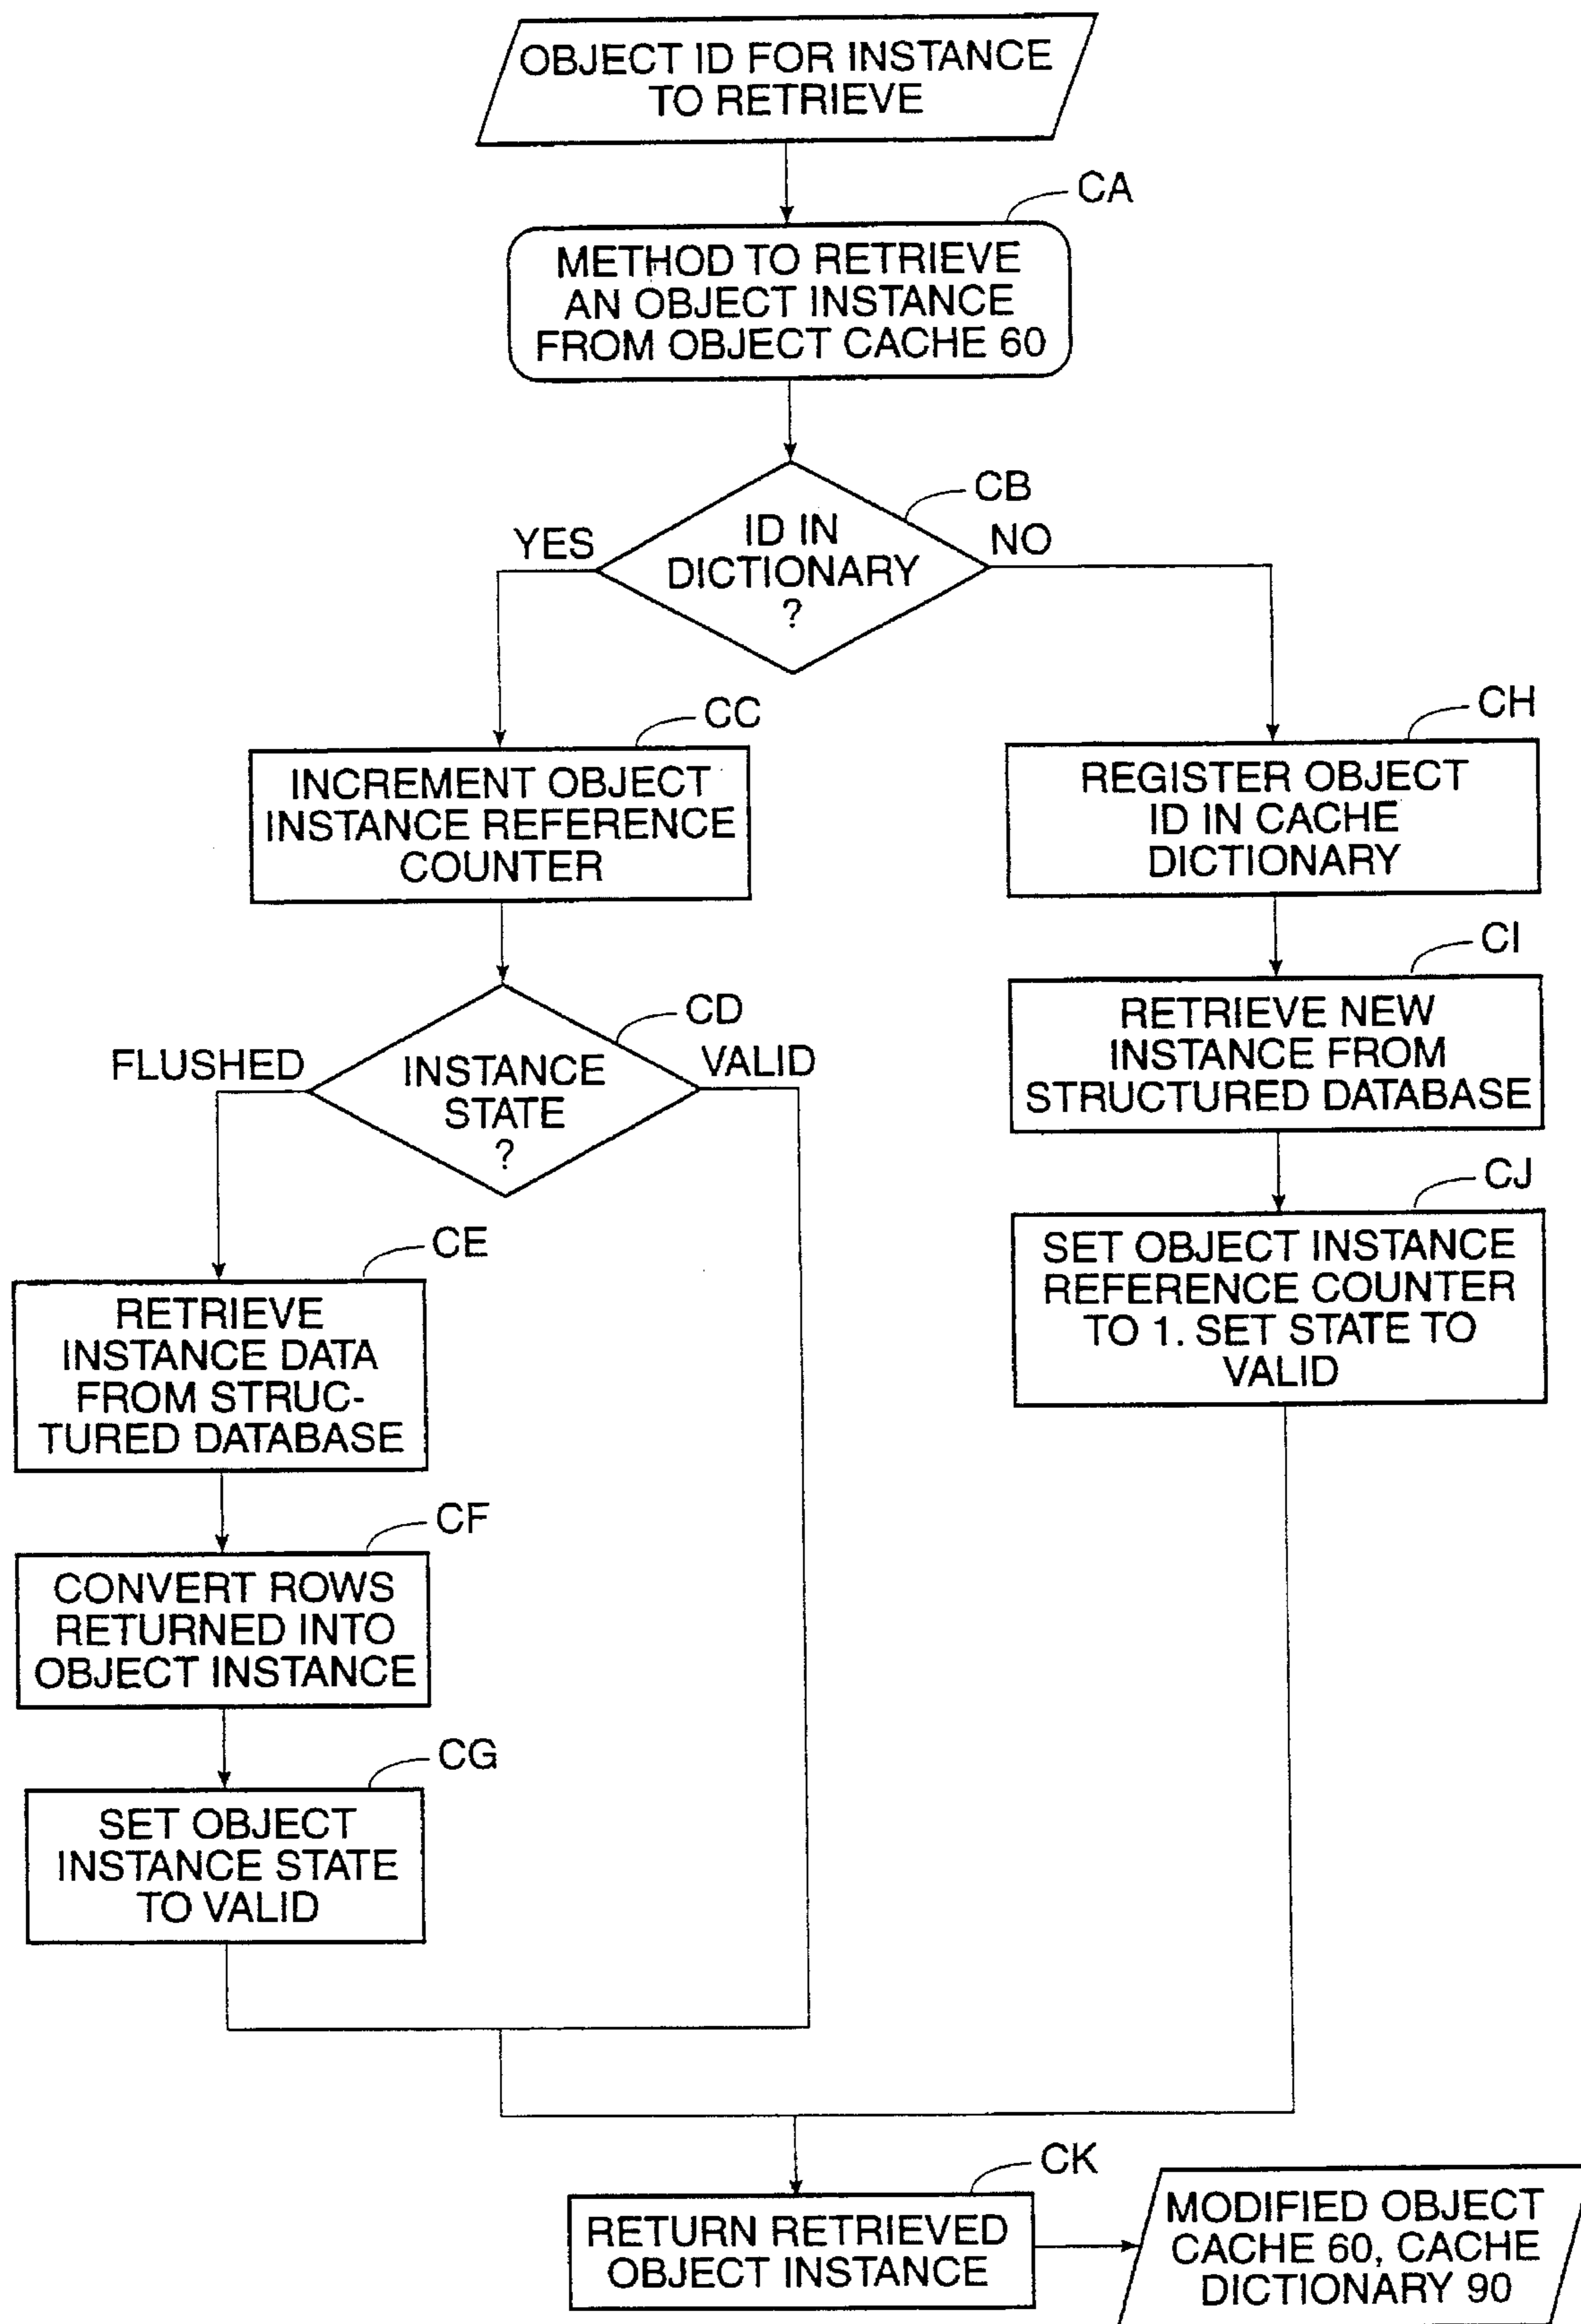 OBJECT ID FOR INSTANCE
TO RETRIEVE
CA
METHOD TO RETRIEVE
AN OBJECT INSTANCE
FROM OBJECT CACHE 60
CB
YES
ID IN
DICTIONARY
?
NO
CC
INCREMENT OBJECT
INSTANCE REFERENCE
COUNTER
CD
FLUSHED
INSTANCE
STATE
?
VALID
CE
RETRIEVE
INSTANCE DATA
FROM STRUC-
TURED DATABASE
CF
CONVERT ROWS
RETURNED INTO
OBJECT INSTANCE
CG
SET OBJECT
INSTANCE STATE
TO VALID
CH
REGISTER OBJECT
ID IN CACHE
DICTIONARY
CI
RETRIEVE NEW
INSTANCE FROM
STRUCTURED DATABASE
CJ
SET OBJECT INSTANCE
REFERENCE COUNTER
TO 1. SET STATE TO
VALID
CK
RETURN RETRIEVED
OBJECT INSTANCE
MODIFIED OBJECT
CACHE 60, CACHE
DICTIONARY 90